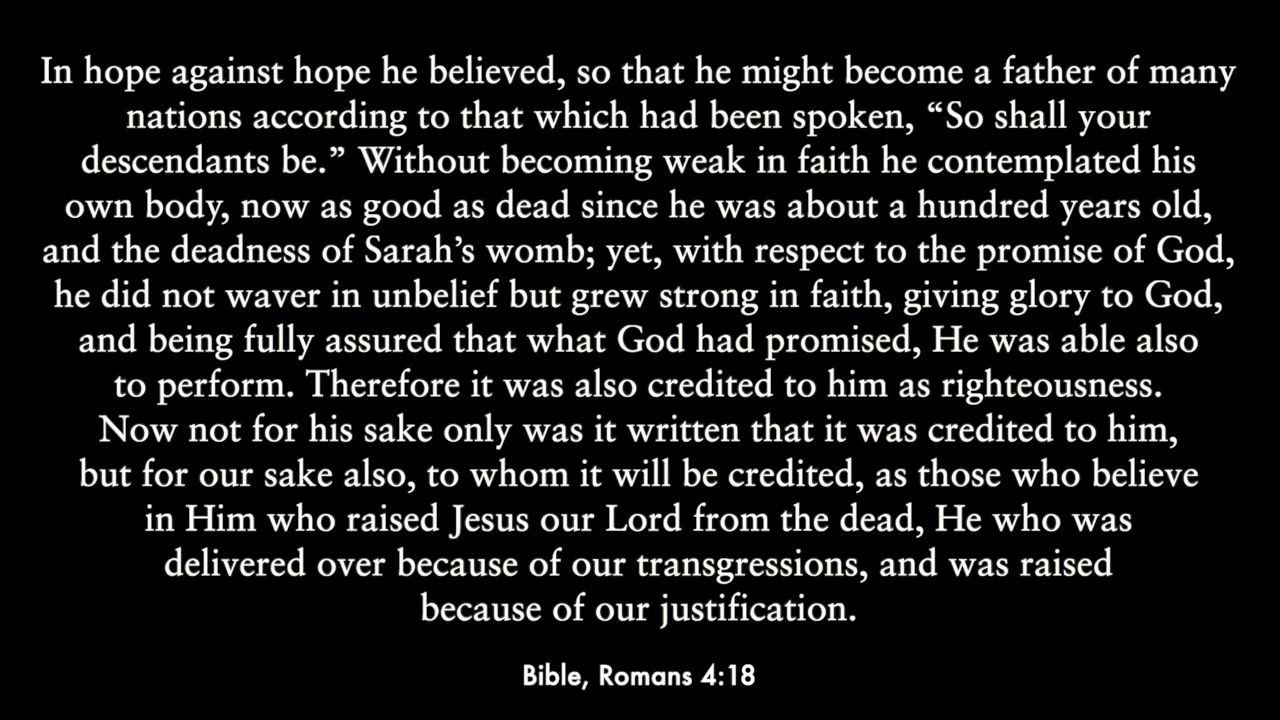 In hope against hope he believed, so that he might become a father of many
nations according to that which had been spoken, “So shall your
descendants be.” Without becoming weak in faith he contemplated his
own body, now as good as dead since he was about a hundred years old,
and the deadness of Sarah’s womb; yet, with respect to the promise of God,
he did not waver in unbelief but grew strong in faith, giving glory to God,
and being fully assured that what God had promised, He was able also
to perform. Therefore it was also credited to him as righteousness.
Now not for his sake only was it written that it was credited to him,
but for our sake also, to whom it will be credited, as those who believe
in Him who raised Jesus our Lord from the dead, He who was
delivered over because of our transgressions, and was raised
because of our justification.
Bible, Romans 4:18